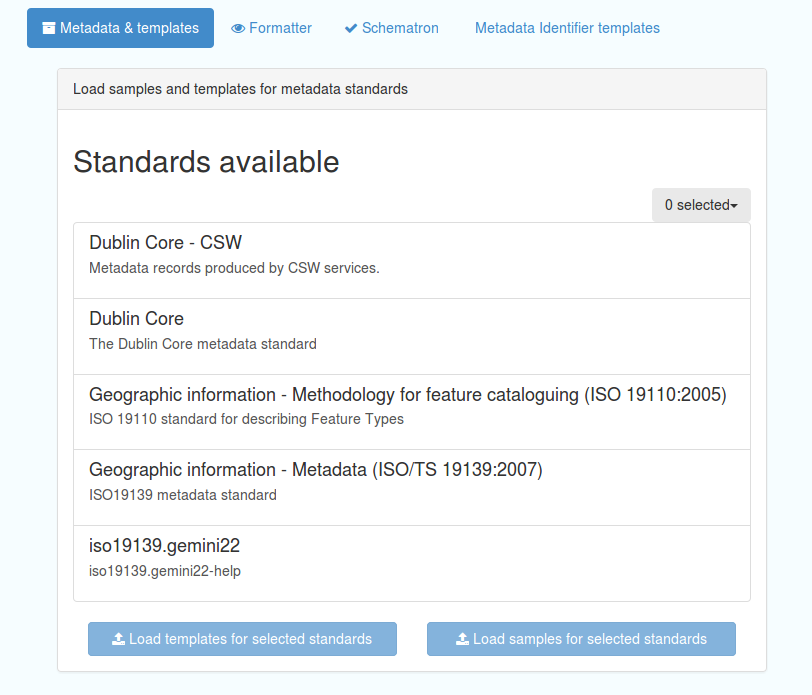 Metadata & templates Formatter Schematron Metadata Identifier templates
Load samples and templates for metadata standards
Standards available
0 selected
Dublin Core - CSW
Metadata records produced by CSW services.
Dublin Core
The Dublin Core metadata standard
Geographic information - Methodology for feature cataloguing (ISO 19110:2005)
ISO 19110 standard for describing Feature Types
Geographic information - Metadata (ISO/TS 19139:2007)
ISO19139 metadata standard
iso19139.gemini22
iso19139.gemini22-help
Load templates for selected standards Load samples for selected standards